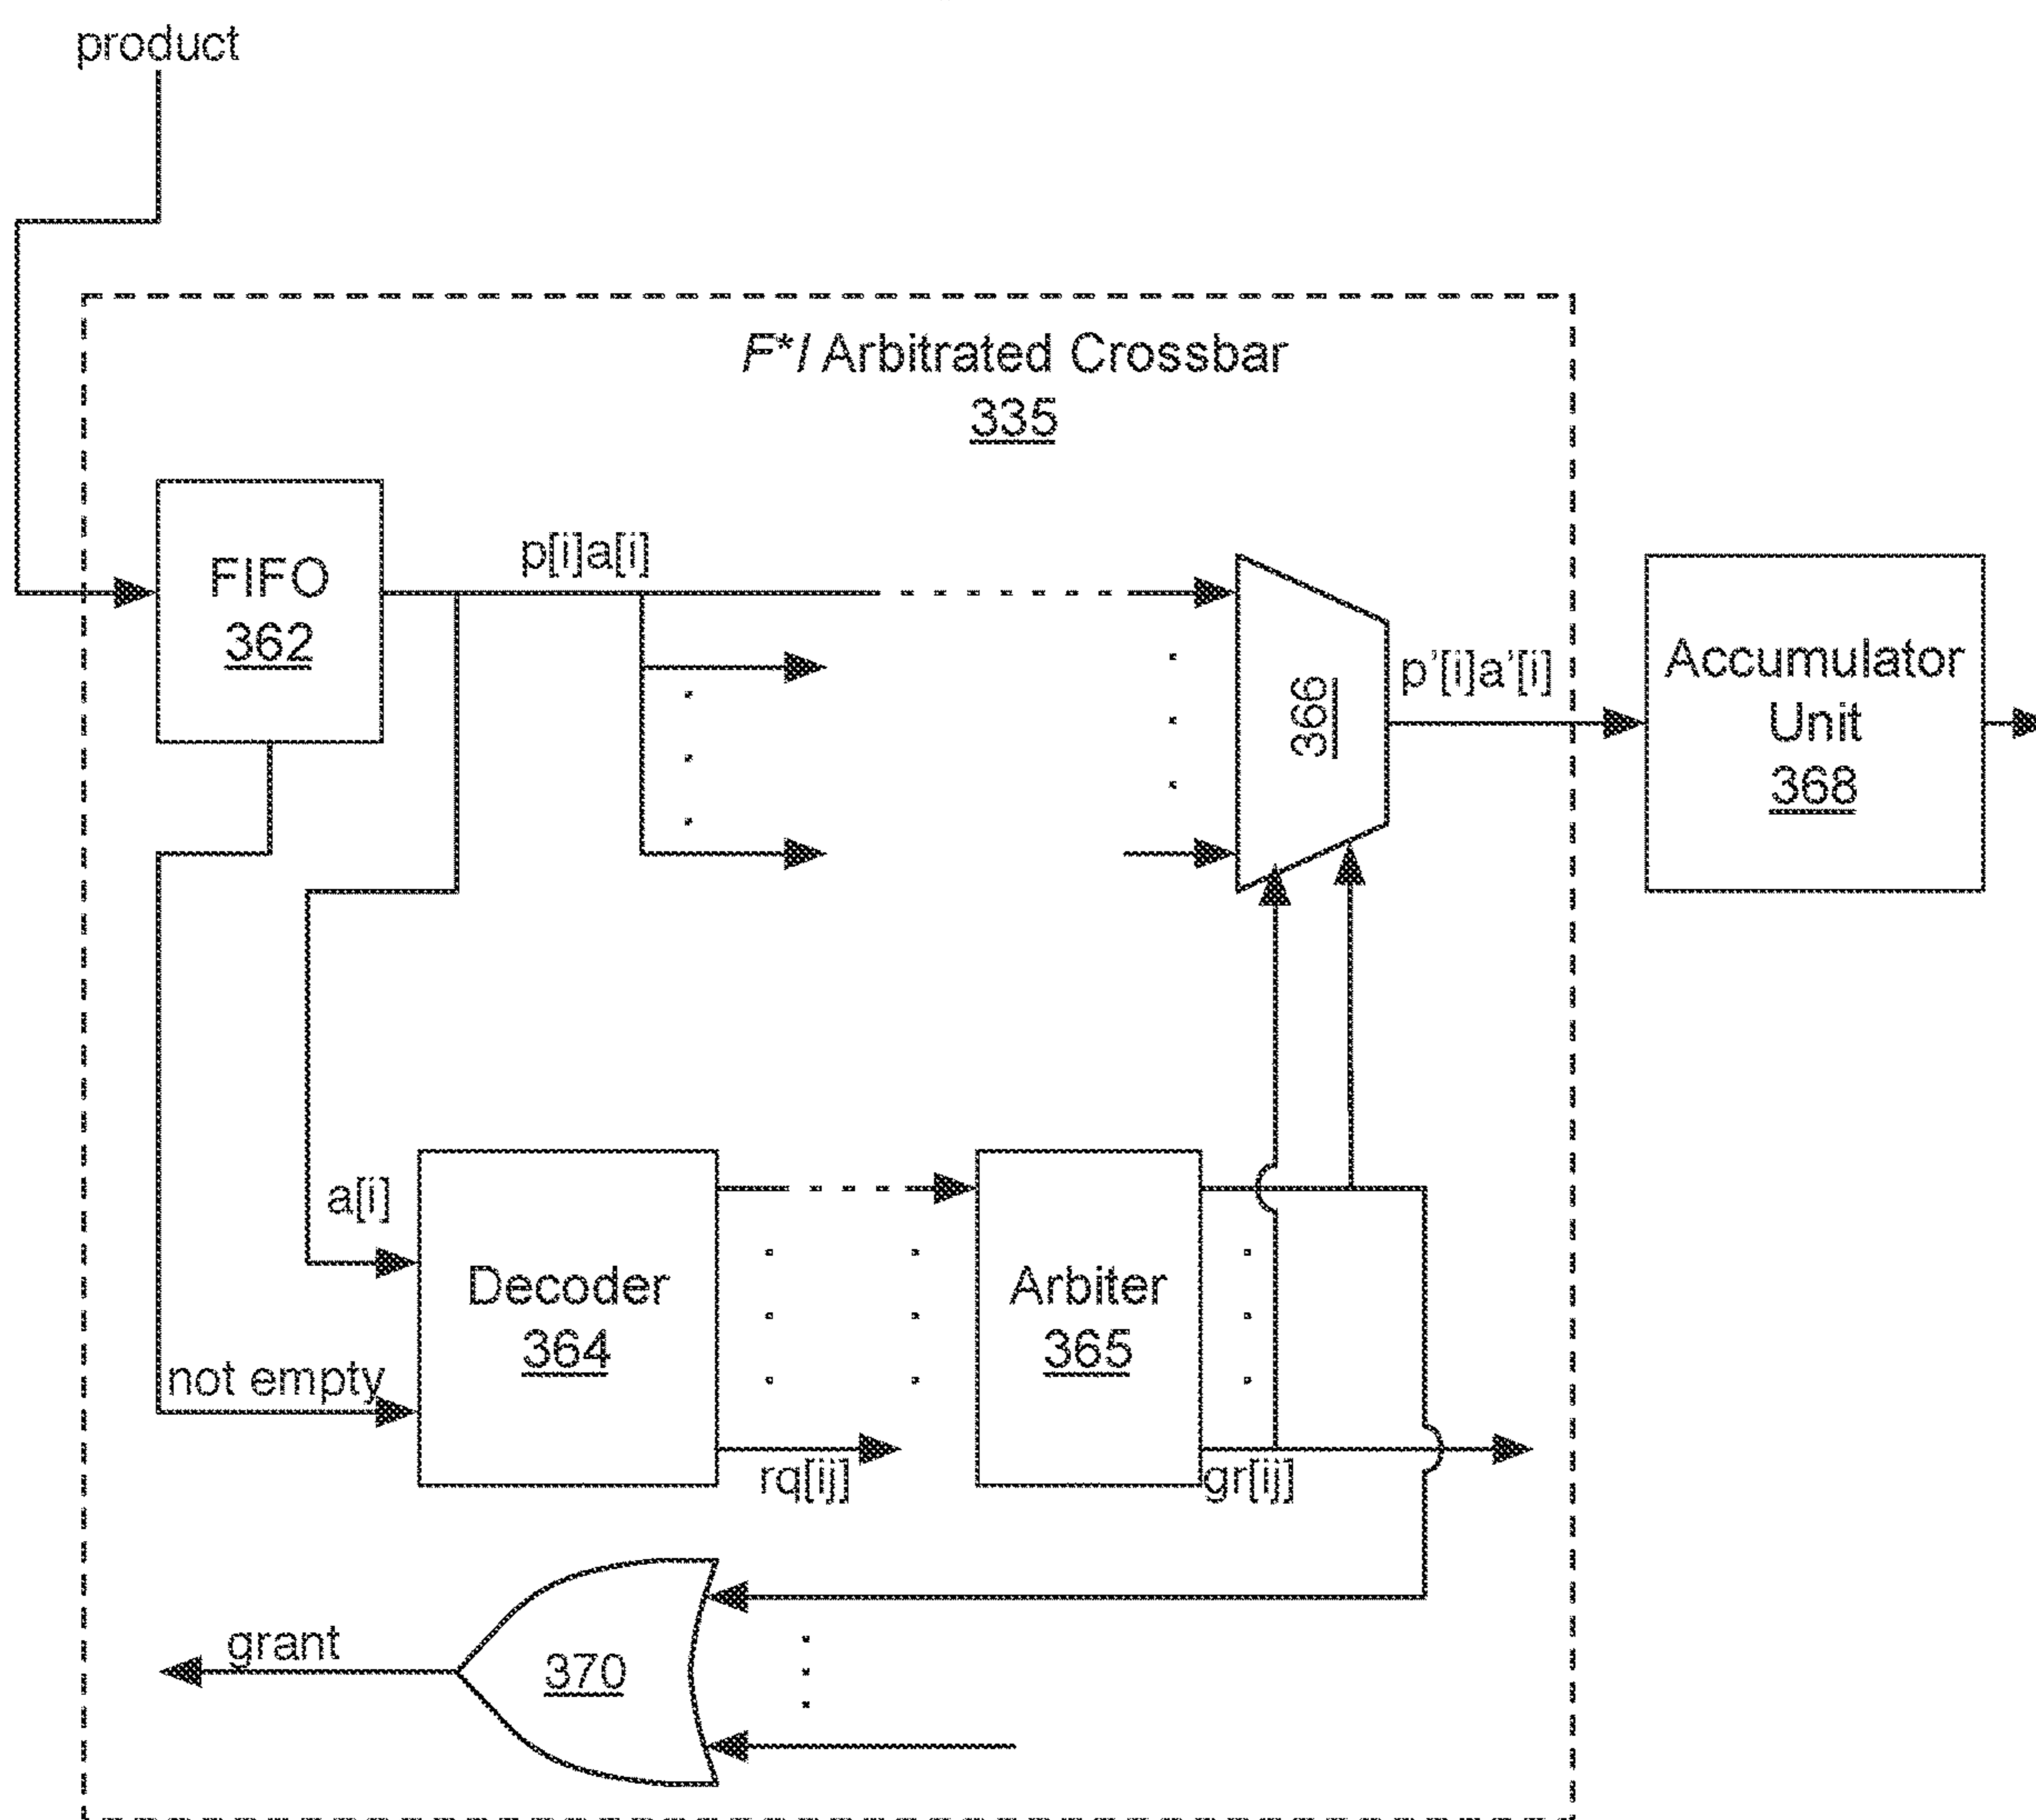 product
F*I Arbitrated Crossbar
335
FIFO
362
p[i]a[i]
366
p'[i]a'[i]
Accumulator
Unit
368
a[i]
not empty
Decoder
364
rq[ij]
Arbiter
365
gr[ij]
grant
370